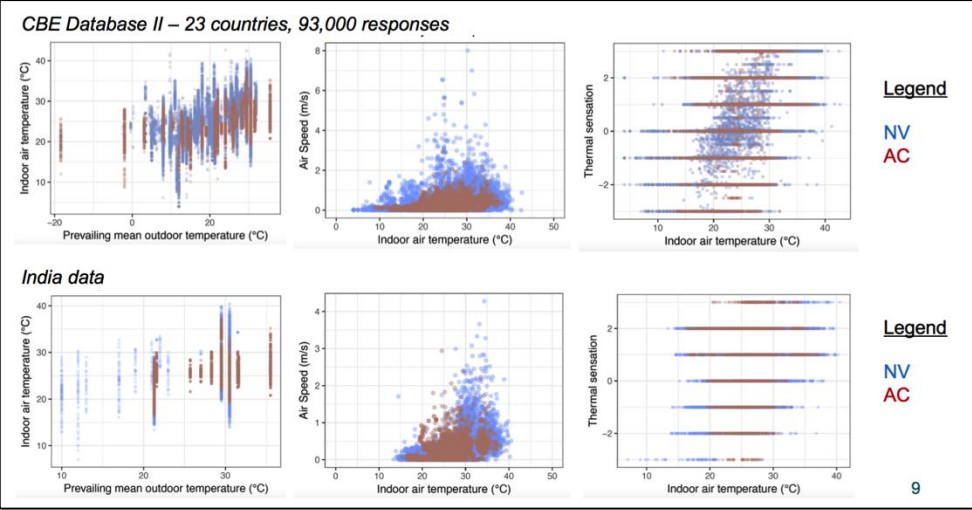 CBE Database II – 23 countries, 93,000 responses
Indoor air temperature (°C)
40
30
20
10
−20
0
20
Prevailing mean outdoor temperature (°C)
Air Speed (m/s)
8
6
4
2
0
0
10
20
30
40
50
Indoor air temperature (°C)
Thermal sensation
2
0
−2
10
20
30
40
Indoor air temperature (°C)
Legend
NV
AC
India data
Indoor air temperature (°C)
40
30
20
10
10
20
30
Prevailing mean outdoor temperature (°C)
Air Speed (m/s)
4
3
2
1
0
0
10
20
30
40
50
Indoor air temperature (°C)
Thermal sensation
2
0
−2
10
20
30
40
Indoor air temperature (°C)
Legend
NV
AC
9